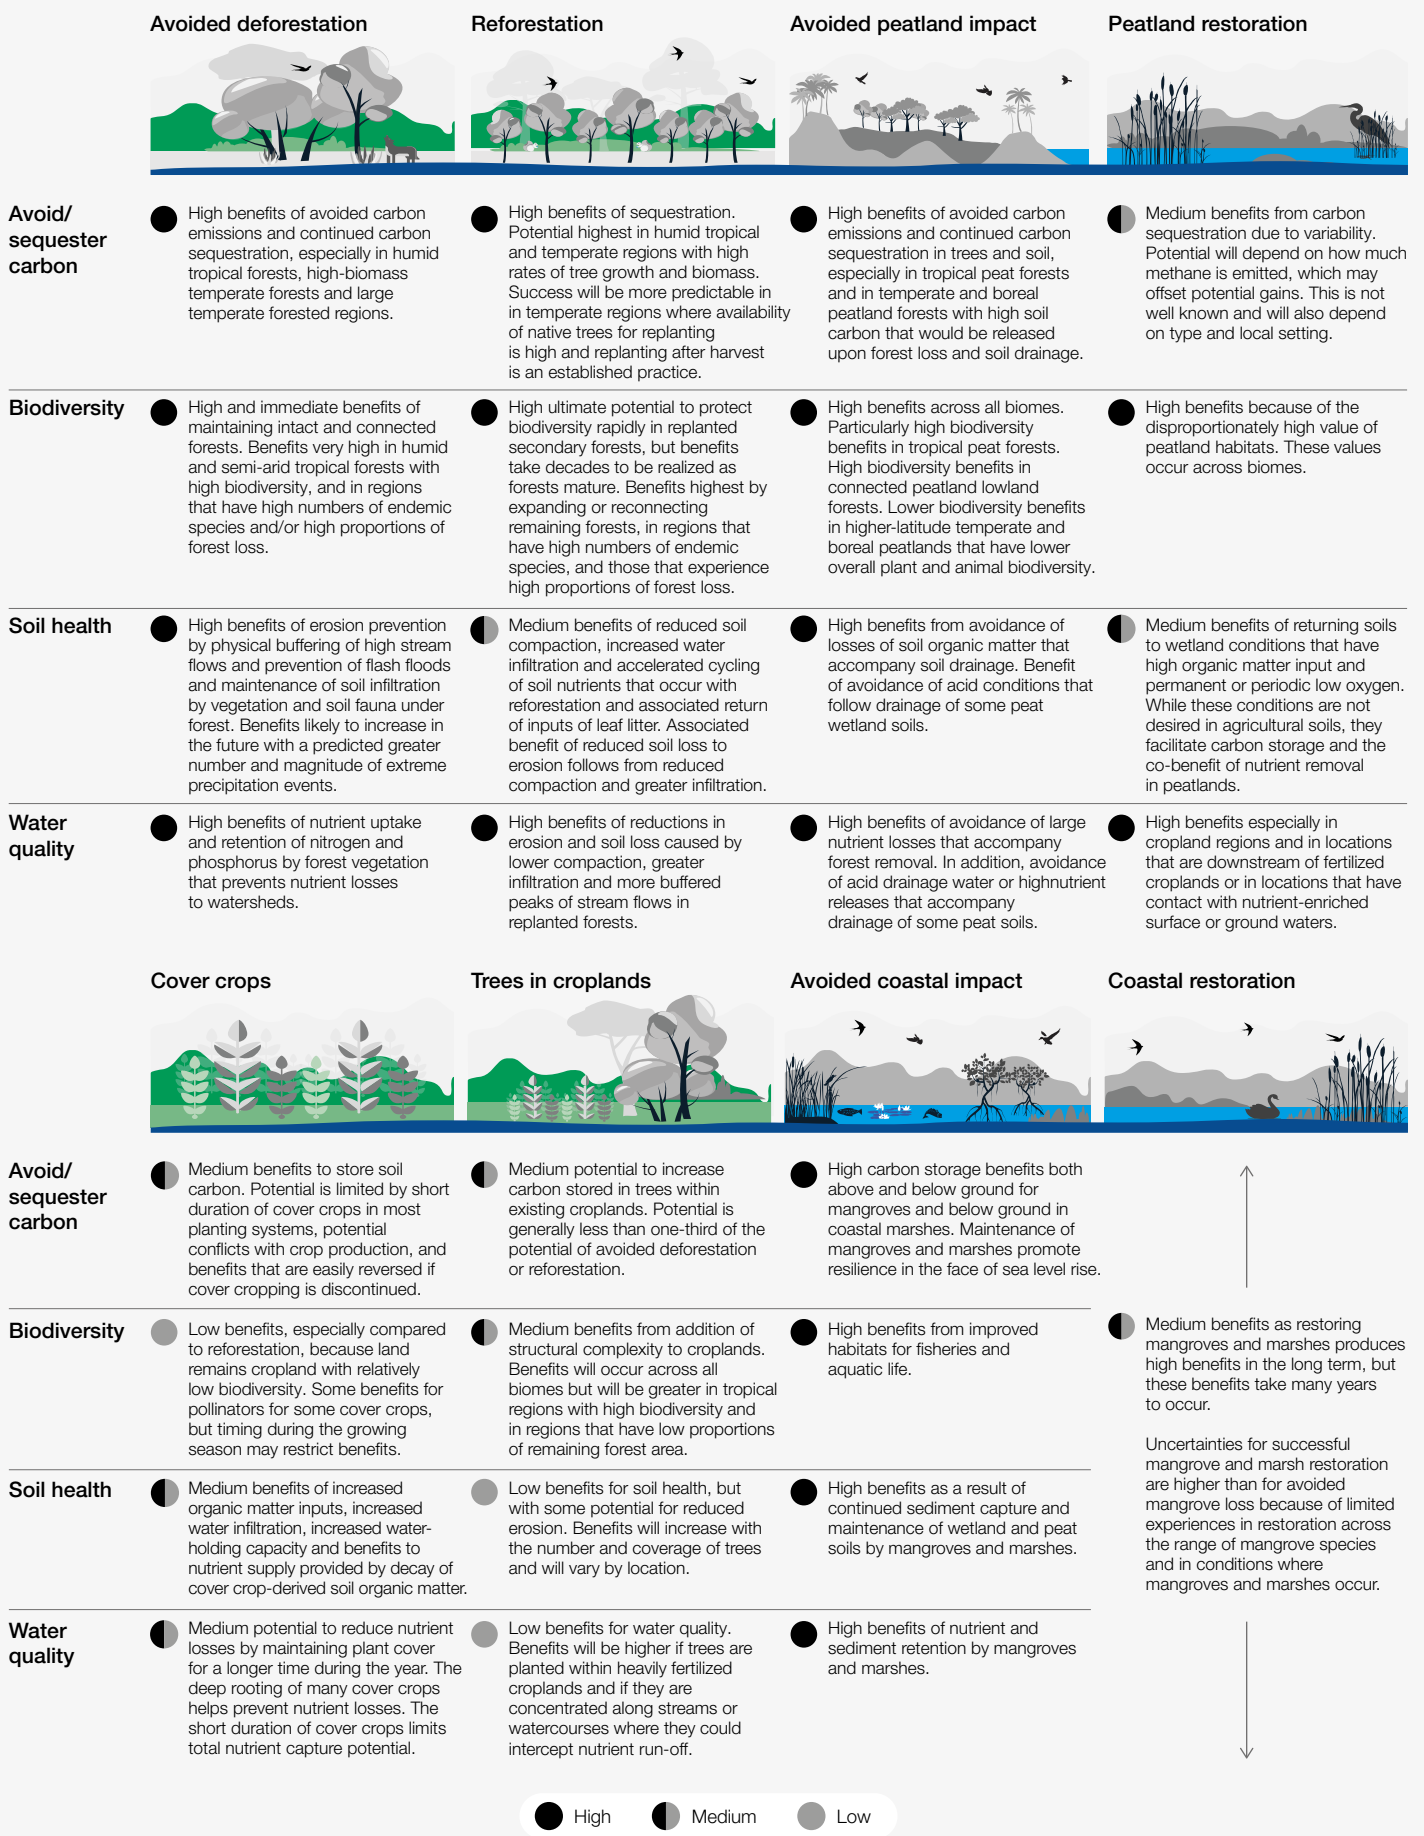 Avoided deforestation
Reforestation
Avoided peatland impact
Peatland restoration
Avoid/
sequester
carbon
High benefits of avoided carbon
emissions and continued carbon
sequestration, especially in humid
tropical forests, high-biomass
temperate forests and large
temperate forested regions.
High benefits of sequestration.
Potential highest in humid tropical
and temperate regions with high
rates of tree growth and biomass.
Success will be more predictable in
in temperate regions where availability
of native trees for replanting
is high and replanting after harvest
is an established practice.
High benefits of avoided carbon
emissions and continued carbon
sequestration in trees and soil,
especially in tropical peat forests
and in temperate and boreal
peatland forests with high soil
carbon that would be released
upon forest loss and soil drainage.
Medium benefits from carbon
sequestration due to variability.
Potential will depend on how much
methane is emitted, which may
offset potential gains. This is not
well known and will also depend
on type and local setting.
Biodiversity
High and immediate benefits of
maintaining intact and connected
forests. Benefits very high in humid
and semi-arid tropical forests with
high biodiversity, and in regions
that have high numbers of endemic
species and/or high proportions of
forest loss.
High ultimate potential to protect
biodiversity rapidly in replanted
secondary forests, but benefits
take decades to be realized as
forests mature. Benefits highest by
expanding or reconnecting
remaining forests, in regions that
have high numbers of endemic
species, and those that experience
high proportions of forest loss.
High benefits across all biomes.
Particularly high biodiversity
benefits in tropical peat forests.
High biodiversity benefits in
connected peatland lowland
forests. Lower biodiversity benefits
in higher-latitude temperate and
boreal peatlands that have lower
overall plant and animal biodiversity.
High benefits because of the
disproportionately high value of
peatland habitats. These values
occur across biomes.
Soil health
High benefits of erosion prevention
by physical buffering of high stream
flows and prevention of flash floods
and maintenance of soil infiltration
by vegetation and soil fauna under
forest. Benefits likely to increase in
the future with a predicted greater
number and magnitude of extreme
precipitation events.
Medium benefits of reduced soil
compaction, increased water
infiltration and accelerated cycling
of soil nutrients that occur with
reforestation and associated return
of inputs of leaf litter. Associated
benefit of reduced soil loss to
erosion follows from reduced
compaction and greater infiltration.
High benefits from avoidance of
losses of soil organic matter that
accompany soil drainage. Benefit
of avoidance of acid conditions that
follow drainage of some peat
wetland soils.
Medium benefits of returning soils
to wetland conditions that have
high organic matter input and
permanent or periodic low oxygen.
While these conditions are not
desired in agricultural soils, they
facilitate carbon storage and the
co-benefit of nutrient removal
in peatlands.
Water
quality
High benefits of nutrient uptake
and retention of nitrogen and
phosphorus by forest vegetation
that prevents nutrient losses
to watersheds.
High benefits of reductions in
erosion and soil loss caused by
lower compaction, greater
infiltration and more buffered
peaks of stream flows in
replanted forests.
High benefits of avoidance of large
nutrient losses that accompany
forest removal. In addition, avoidance
of acid drainage water or highnutrient
releases that accompany
drainage of some peat soils.
High benefits especially in
cropland regions and in locations
that are downstream of fertilized
croplands or in locations that have
contact with nutrient-enriched
surface or ground waters.
Cover crops
Trees in croplands
Avoided coastal impact
Coastal restoration
Avoid/
sequester
carbon
Medium benefits to store soil
carbon. Potential is limited by short
duration of cover crops in most
planting systems, potential
conflicts with crop production, and
benefits that are easily reversed if
cover cropping is discontinued.
Medium potential to increase
carbon stored in trees within
existing croplands. Potential is
generally less than one-third of the
potential of avoided deforestation
or reforestation.
High carbon storage benefits both
above and below ground for
mangroves and below ground in
coastal marshes. Maintenance of
mangroves and marshes promote
resilience in the face of sea level rise.
Biodiversity
Low benefits, especially compared
to reforestation, because land
remains cropland with relatively
low biodiversity. Some benefits for
pollinators for some cover crops,
but timing during the growing
season may restrict benefits.
Medium benefits from addition of
structural complexity to croplands.
Benefits will occur across all
biomes but will be greater in tropical
regions with high biodiversity and
in regions that have low proportions
of remaining forest area.
High benefits from improved
habitats for fisheries and
aquatic life.
Medium benefits as restoring
mangroves and marshes produces
high benefits in the long term, but
these benefits take many years
to occur.
Uncertainties for successful
mangrove and marsh restoration
are higher than for avoided
mangrove loss because of limited
experiences in restoration across
the range of mangrove species
and in conditions where
mangroves and marshes occur.
Soil health
Medium benefits of increased
organic matter inputs, increased
water infiltration, increased water-
holding capacity and benefits to
nutrient supply provided by decay of
cover crop-derived soil organic matter.
Low benefits for soil health, but
with some potential for reduced
erosion. Benefits will increase with
the number and coverage of trees
and will vary by location.
High benefits as a result of
continued sediment capture and
maintenance of wetland and peat
soils by mangroves and marshes.
Water
quality
Medium potential to reduce nutrient
losses by maintaining plant cover
for a longer time during the year. The
deep rooting of many cover crops
helps prevent nutrient losses. The
short duration of cover crops limits
total nutrient capture potential.
Low benefits for water quality.
Benefits will be higher if trees are
planted within heavily fertilized
croplands and if they are
concentrated along streams or
watercourses where they could
intercept nutrient run-off.
High benefits of nutrient and
sediment retention by mangroves
and marshes.
High
Medium
Low